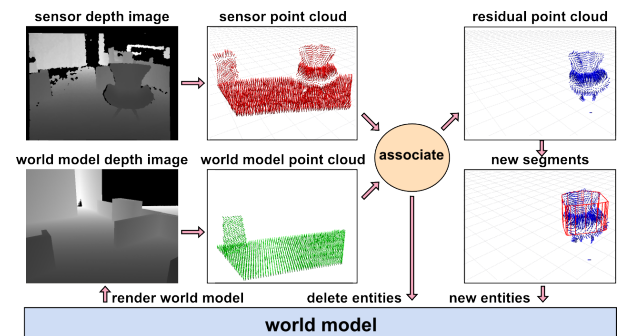 sensor depth image
sensor point cloud
residual point cloud
associate
world model depth image
world model point cloud
new segments
render world model
delete entities
new entities
world model